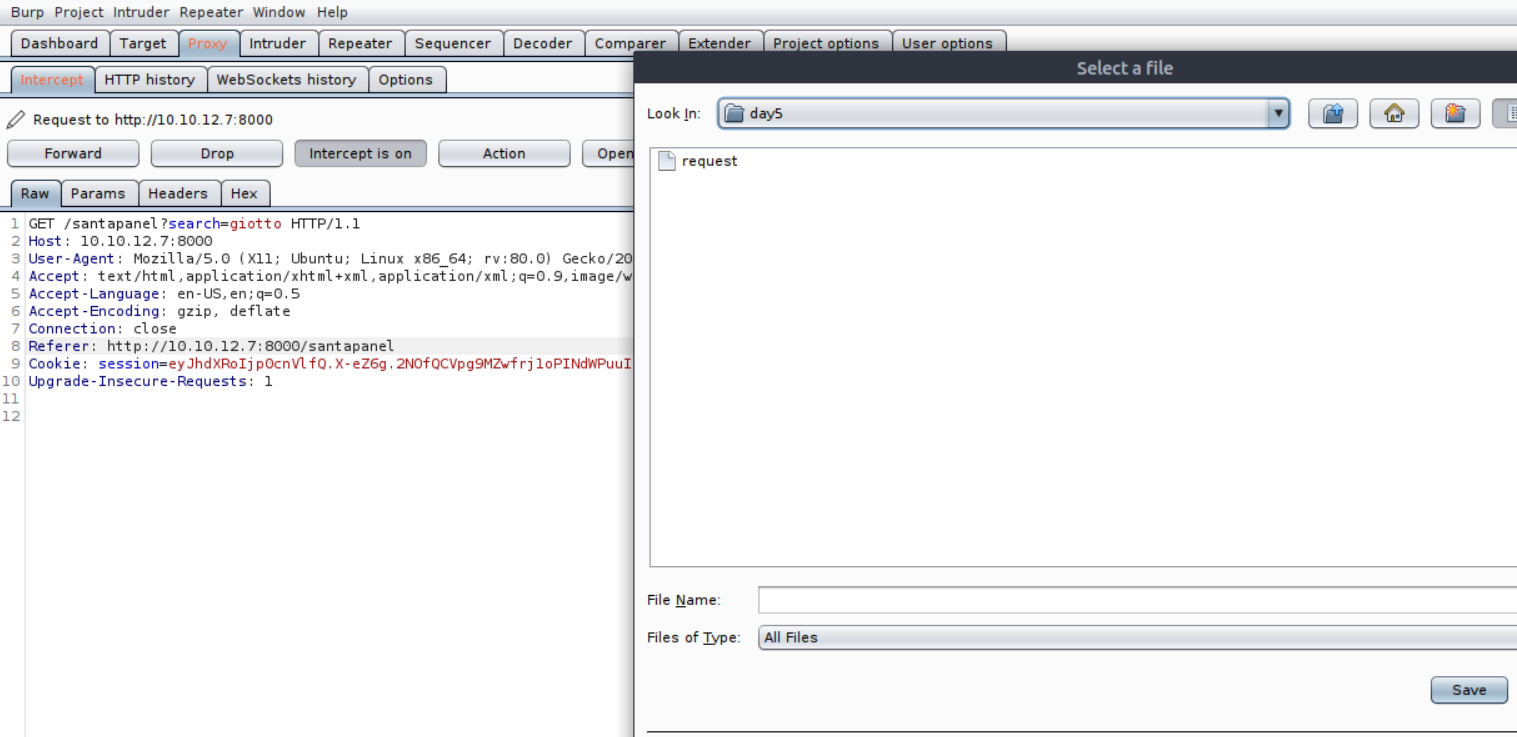 Burp Project Intruder Repeater Window Help
Dashboard Target Proxy Intruder Repeater Sequencer Decoder Comparer Extender Project options User options
Select a file
Intercept HTTP history WebSockets history Options
Look In: day5
Request to http://10.10.12.7:8000
Forward Drop Intercept is on Action Open
request
Raw Params Headers Hex
1 GET /santapanel?search=giotto HTTP/1.1
2 Host: 10.10.12.7:8000
3 User-Agent: Mozilla/5.0 (X11; Ubuntu; Linux x86_64; rv:80.0) Gecko/20
4 Accept: text/html,application/xhtml+xml,application/xml;q=0.9,image/w
5 Accept-Language: en-US,en;q=0.5
6 Accept-Encoding: gzip, deflate
7 Connection: close
8 Referer: http://10.10.12.7:8000/santapanel
9 Cookie: session=eyJhdXRoIjpOcnVlfQ.X-eZ6g.2NOfQCVpg9MZwfrj1oPINdWPuuI
10 Upgrade-Insecure-Requests: 1
11
12
File Name:
Files of Type: All Files
Save